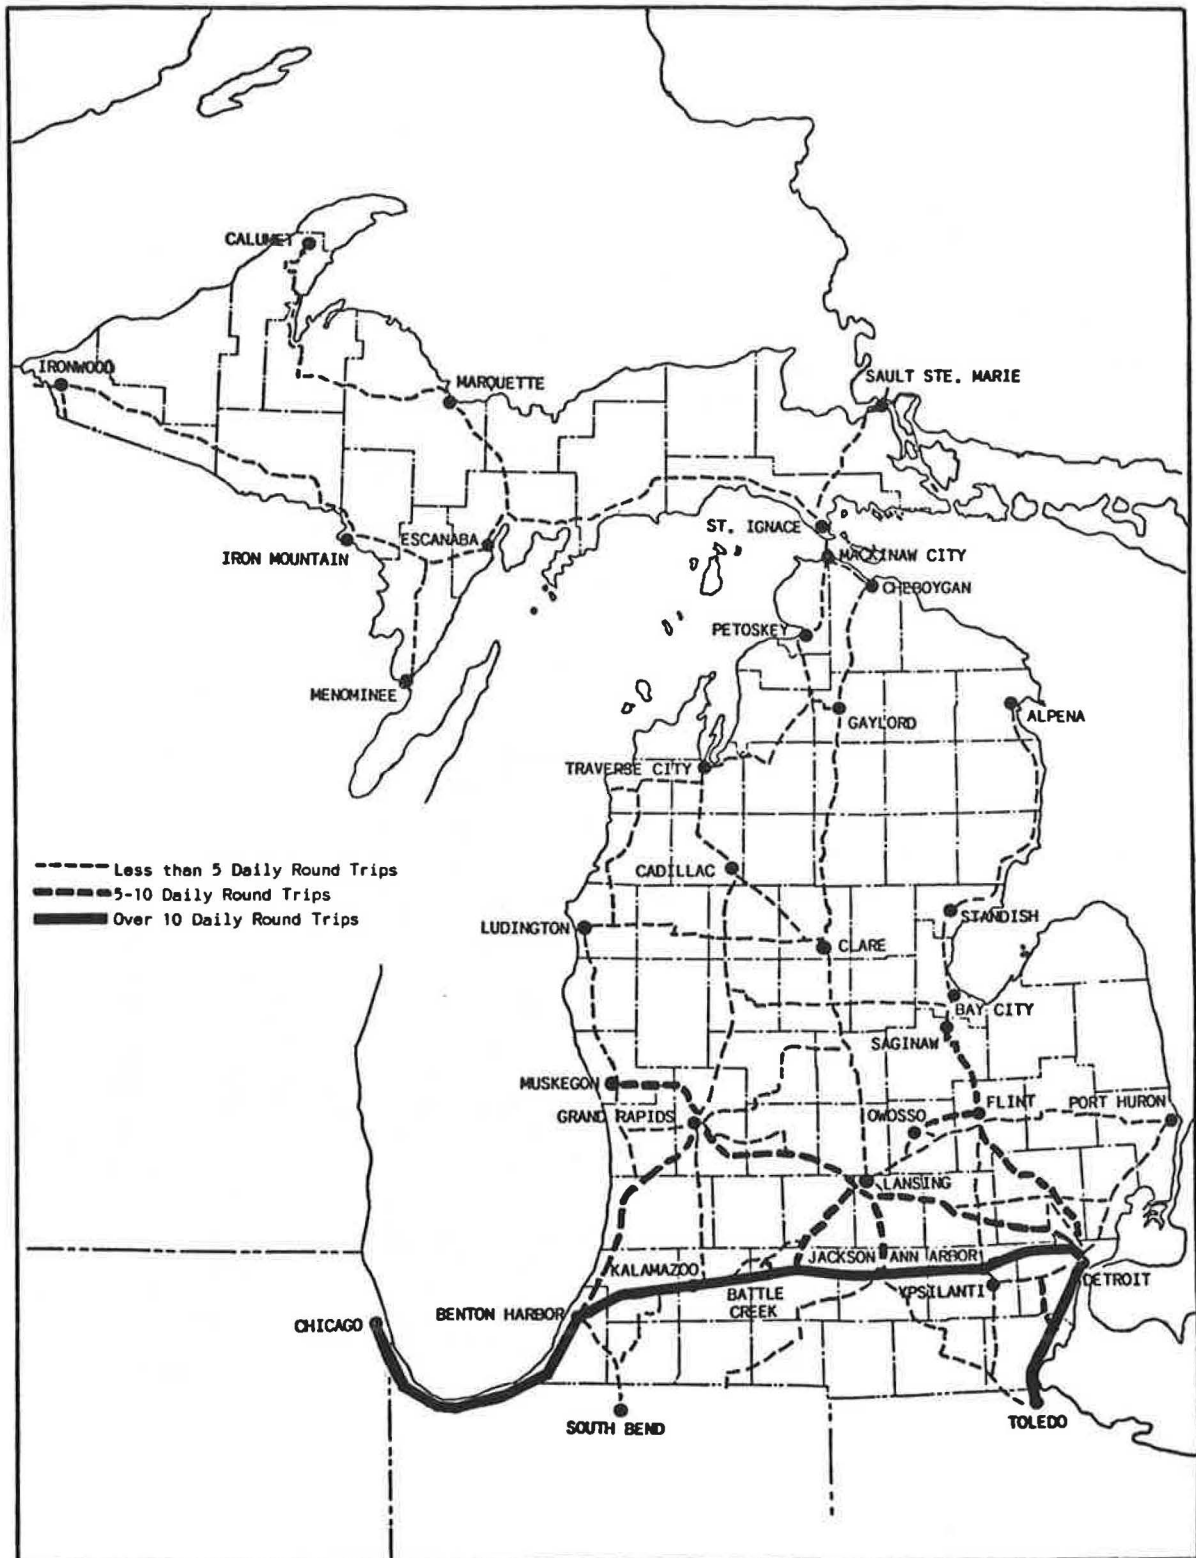 CALUMET
IRONWOOD
MARQUETTE
SAULT STE. MARIE
ST. IGNACE
ESCANABA
IRON MOUNTAIN
MACKINAW CITY
CHEBOYGAN
PETOSKEY
MENOMINEE
GAYLORD
ALPENA
TRAVERSE CITY
Less than 5 Daily Round Trips
5-10 Daily Round Trips
Over 10 Daily Round Trips
CADILLAC
STANDISH
LUDINGTON
CLARE
BAY CITY
SAGINAW
MUSKEGON
GRAND RAPIDS
OWOSSO
FLINT
PORT HURON
LANSING
KALAMAZOO
JACKSON
ANN ARBOR
DETROIT
BATTLE
CREEK
YPSILANTI
BENTON HARBOR
CHICAGO
SOUTH BEND
TOLEDO